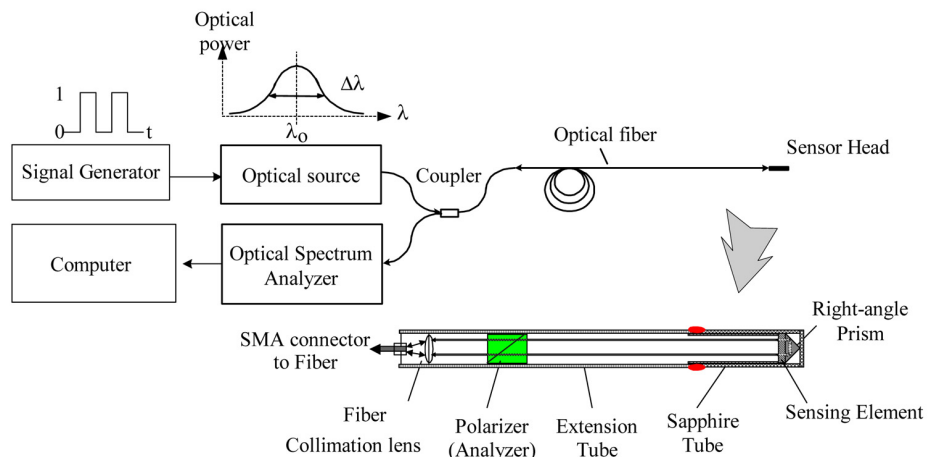 Optical
power
Δλ
λ
λo
1
0
t
Signal Generator
Optical source
Coupler
Optical fiber
Sensor Head
Computer
Optical Spectrum
Analyzer
Right-angle
Prism
SMA connector
to Fiber
Sensing Element
Fiber
Collimation lens
Polarizer
(Analyzer)
Extension
Tube
Sapphire
Tube